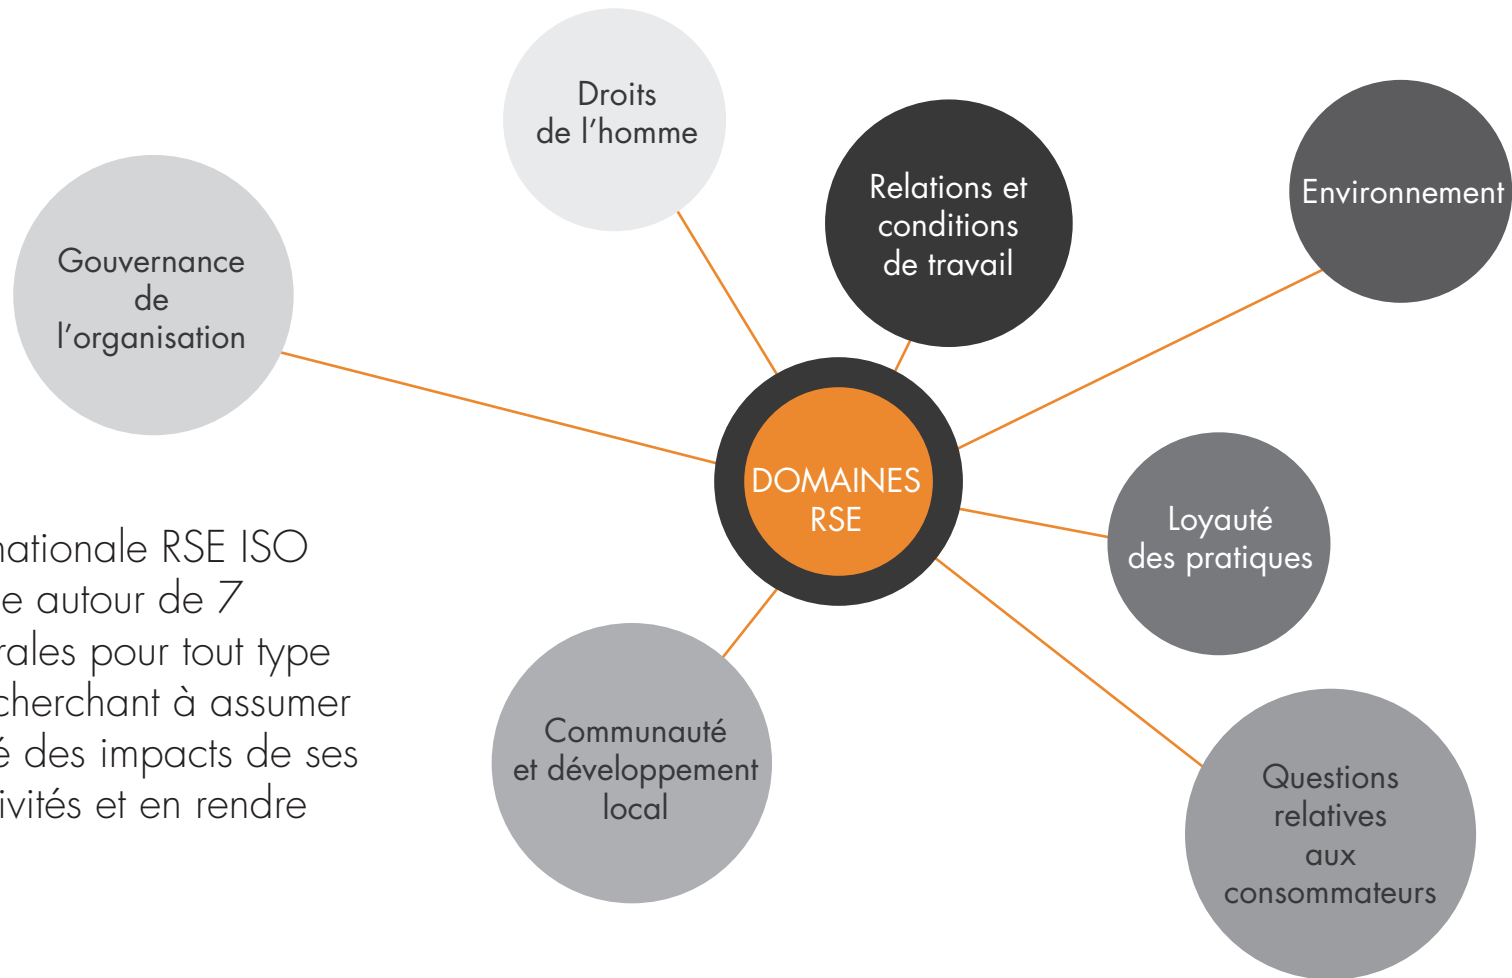 Droits
de l’homme
Relations et
conditions
de travail
Environnement
Gouvernance
de
l’organisation
DOMAINES
RSE
Loyauté
des pratiques
nationale RSE ISO
e autour de 7
rales pour tout type
cherchant à assumer
é des impacts de ses
ivités et en rendre
Communauté
et développement
local
Questions
relatives
aux
consommateurs